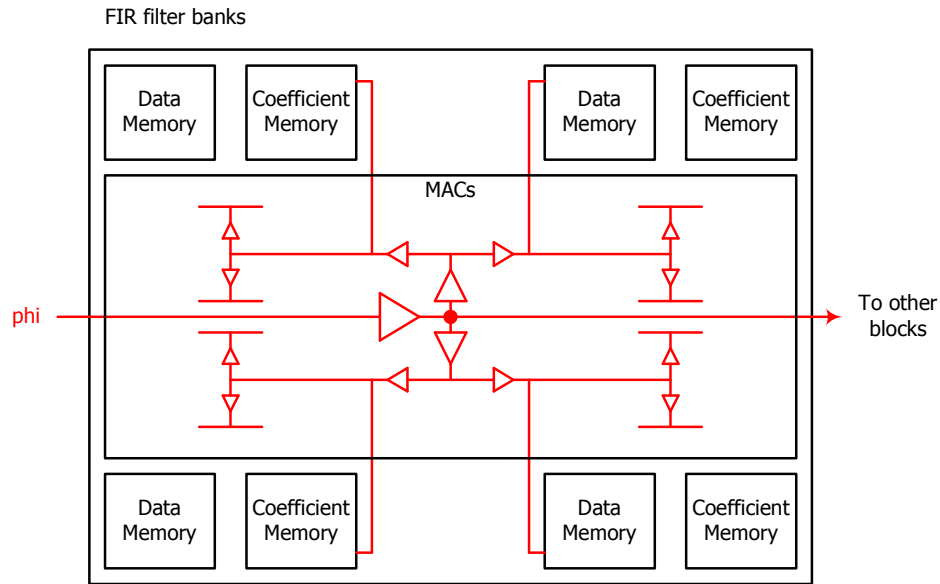 FIR filter banks
Data
Memory
Coefficient
Memory
Data
Memory
Coefficient
Memory
MACs
phi
To other
blocks
Data
Memory
Coefficient
Memory
Data
Memory
Coefficient
Memory